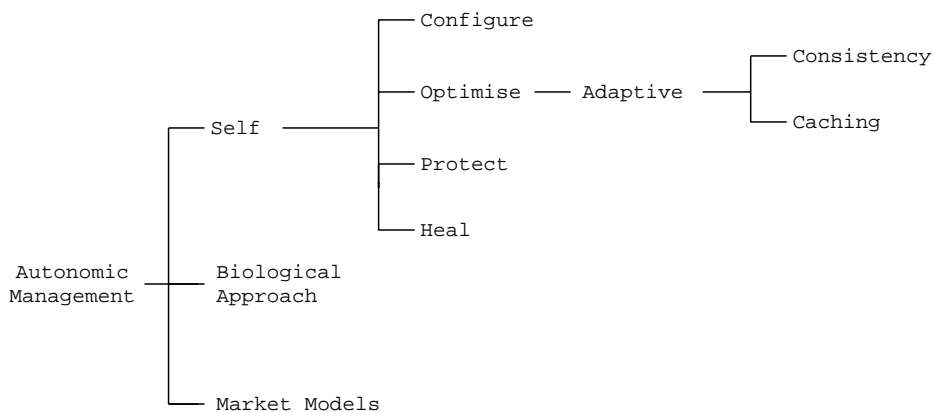 Configure
Consistency
Optimise
Adaptive
Caching
Self
Protect
Heal
Autonomic
Management
Biological
Approach
Market Models